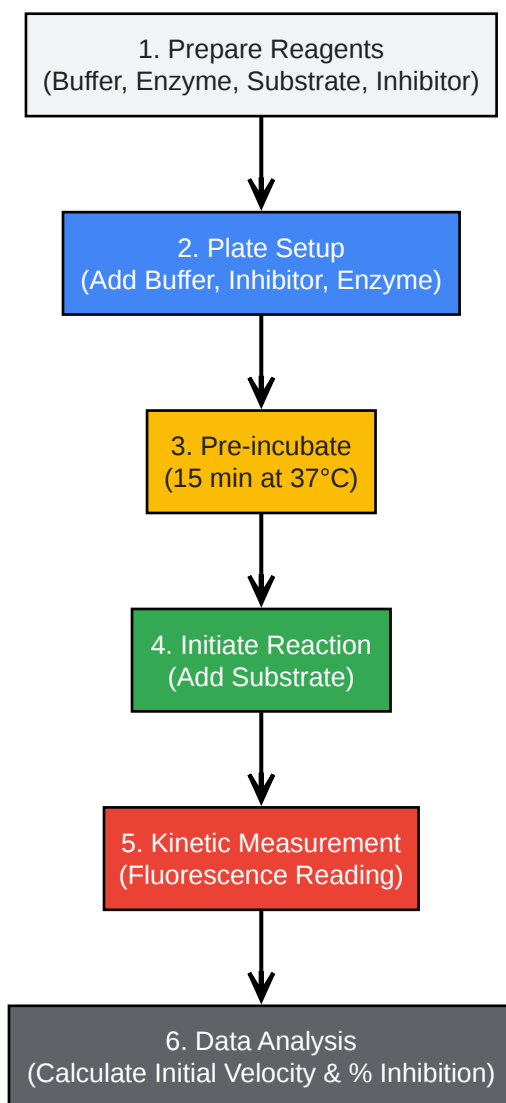 1. Prepare Reagents
(Buffer, Enzyme, Substrate, Inhibitor)
2. Plate Setup
(Add Buffer, Inhibitor, Enzyme)
3. Pre-incubate
(15 min at 37°C)
4. Initiate Reaction
(Add Substrate)
5. Kinetic Measurement
(Fluorescence Reading)
6. Data Analysis
(Calculate Initial Velocity & % Inhibition)